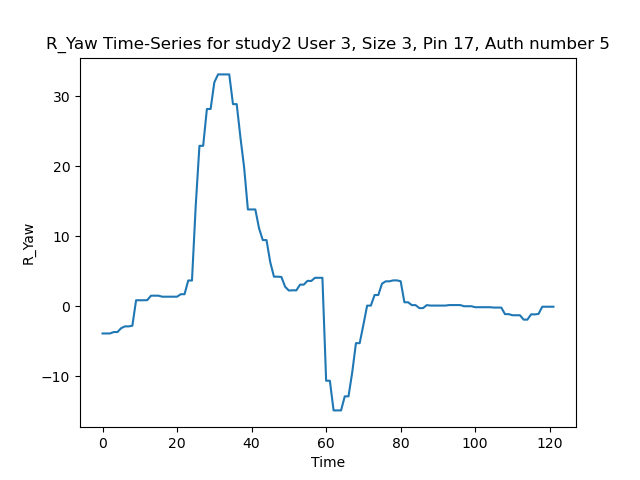 R_Yaw Time-Series for study2 User 3, Size 3, Pin 17, Auth number 5
30
20
10
0
−10
R_Yaw
0 20 40 60 80 100 120
Time